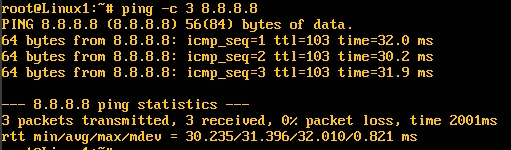 root@Linux1:~# ping -c 3 8.8.8.8
PING 8.8.8.8 (8.8.8.8) 56(84) bytes of data.
64 bytes from 8.8.8.8: icmp_seq=1 ttl=103 time=32.0 ms
64 bytes from 8.8.8.8: icmp_seq=2 ttl=103 time=30.2 ms
64 bytes from 8.8.8.8: icmp_seq=3 ttl=103 time=31.9 ms
--- 8.8.8.8 ping statistics ---
3 packets transmitted, 3 received, 0% packet loss, time 2001ms
rtt min/avg/max/mdev = 30.235/31.396/32.010/0.821 ms